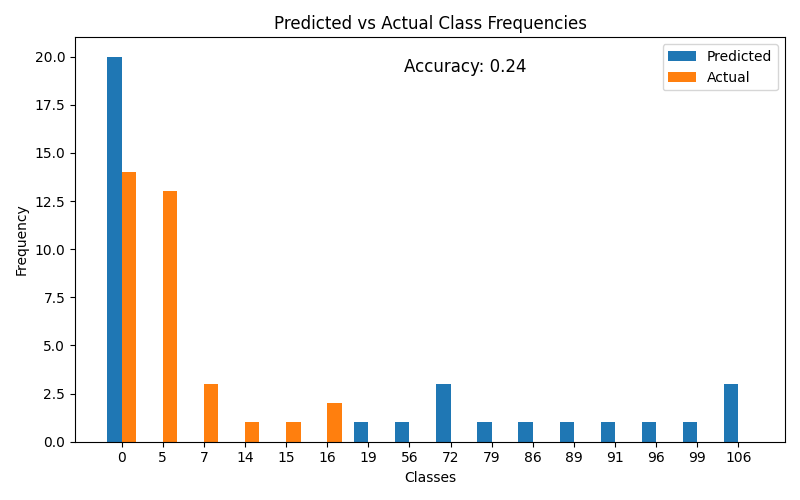 Predicted vs Actual Class Frequencies
Accuracy: 0.24
Predicted
Actual
20.0
17.5
15.0
12.5
10.0
7.5
5.0
2.5
0.0
Frequency
0 5 7 14 15 16 19 56 72 79 86 89 91 96 99 106
Classes